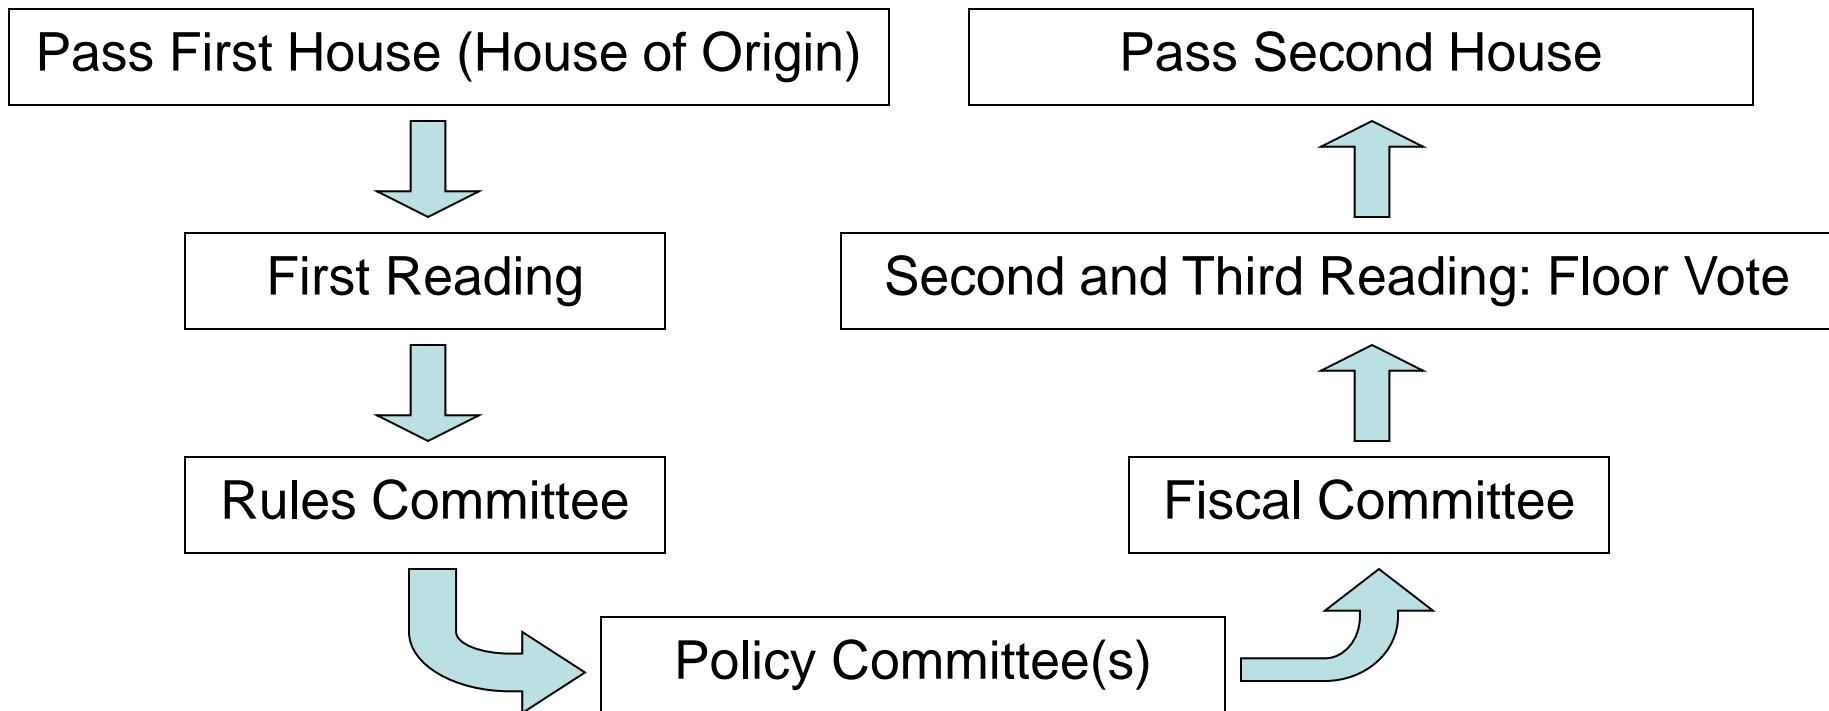 Pass First House (House of Origin)
First Reading
Rules Committee
Policy Committee(s)
Fiscal Committee
Second and Third Reading: Floor Vote
Pass Second House